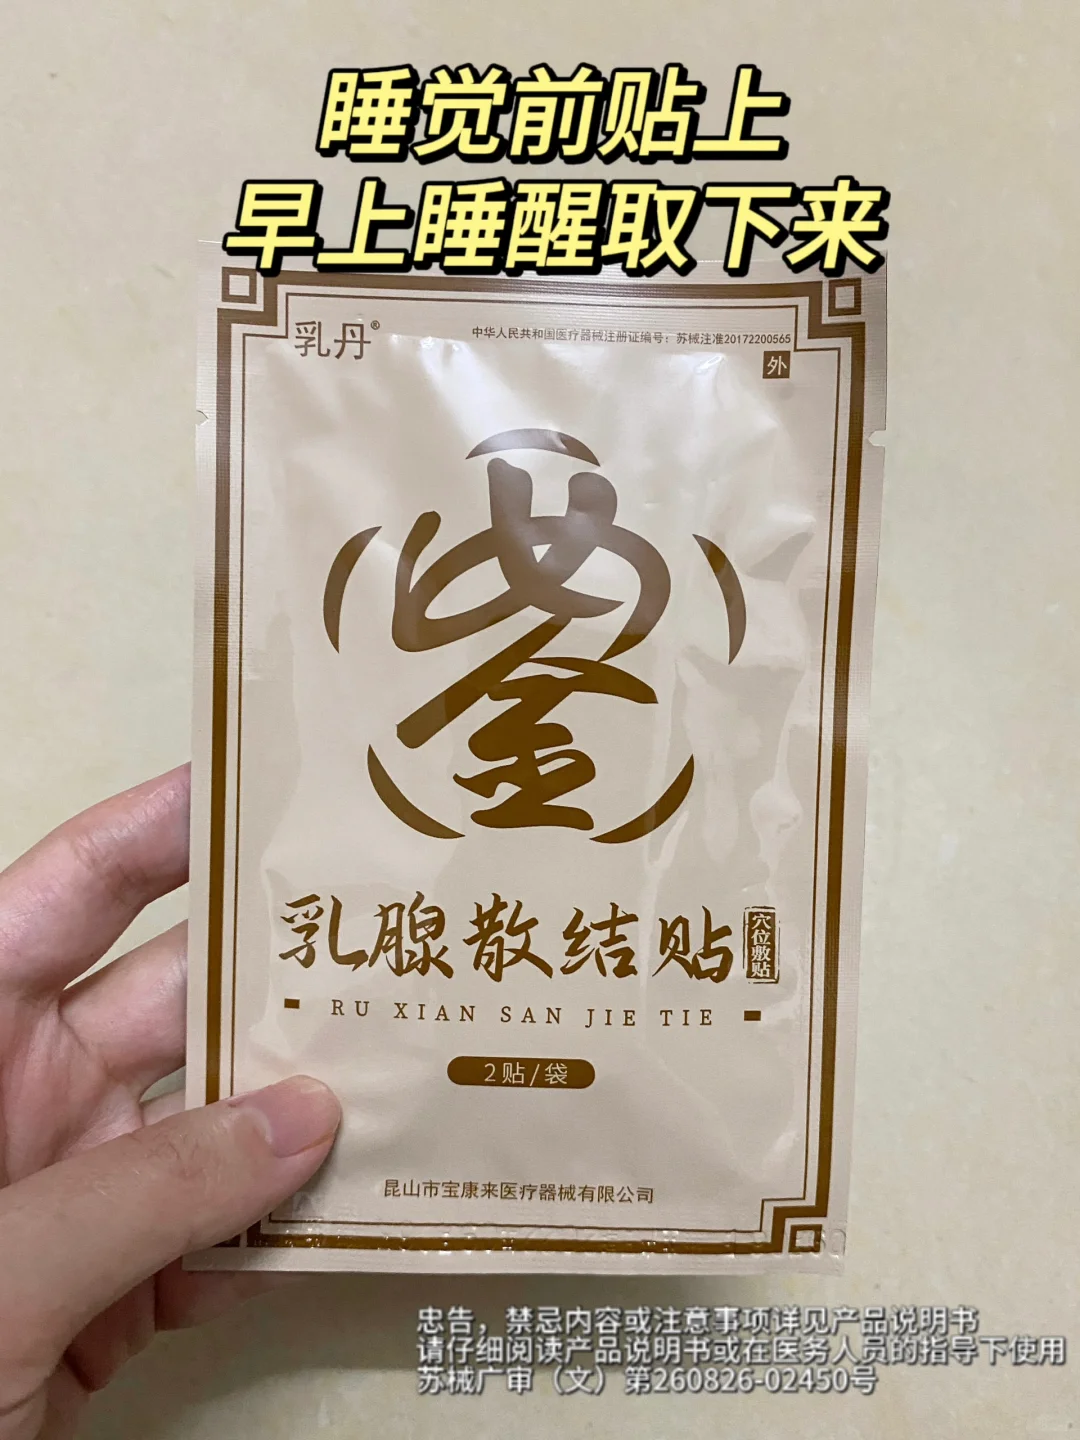 睡觉前贴上
早上睡醒取下来
乳丹®
中华人民共和国医疗器械注册证编号：苏械注准20172200565
外
乳腺散结贴
穴位敷贴
RU XIAN SAN JIE TIE
2贴/袋
昆山市宝康来医疗器械有限公司
忠告，禁忌内容或注意事项详见产品说明书
请仔细阅读产品说明书或在医务人员的指导下使用
苏械广审（文）第260826-02450号